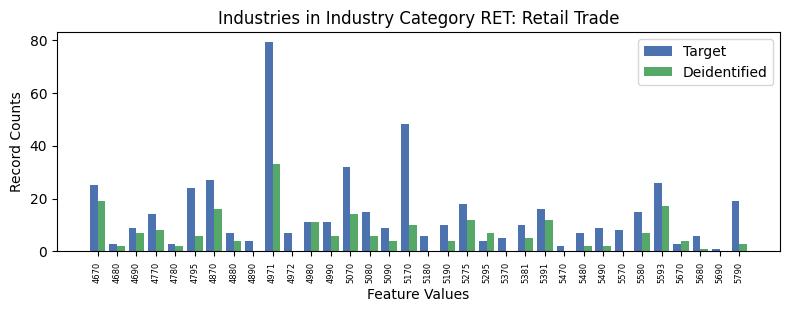 Industries in Industry Category RET: Retail Trade
Target
Deidentified
Record Counts
80
60
40
20
0
4670 4680 4690 4770 4780 4795 4870 4880 4890 4971 4972 4980 4990 5070 5080 5090 5170 5180 5190 5275 5295 5370 5381 5391 5470 5480 5490 5570 5580 5593 5670 5680 5690 5790
Feature Values